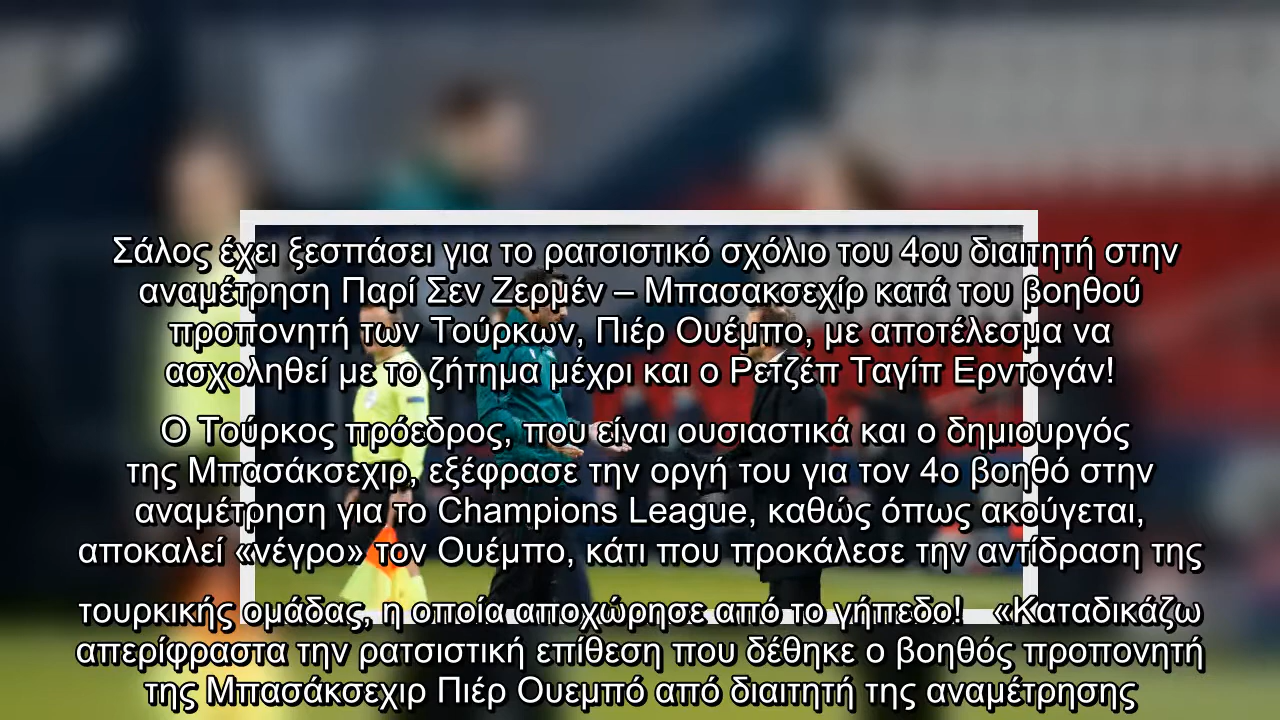 Σάλος έχει ξεσπάσει για το ρατσιστικό σχόλιο του 4ου διαιτητή στην
αναμέτρηση Παρί Σεν Ζερμέν – Μπασακσεχίρ κατά του βοηθού
προπονητή των Τούρκων, Πιέρ Ουέμπο, με αποτέλεσμα να
ασχοληθεί με το ζήτημα μέχρι και ο Ρετζέπ Ταγίπ Ερντογάν!
Ο Τούρκος πρόεδρος, που είναι ουσιαστικά και ο δημιουργός
της Μπασάκσεχιρ, εξέφρασε την οργή του για τον 4ο βοηθό στην
αναμέτρηση για το Champions League, καθώς όπως ακούγεται,
αποκαλεί «νέγρο» τον Ουέμπο, κάτι που προκάλεσε την αντίδραση της
τουρκικής ομάδας, η οποία αποχώρησε από το γήπεδο!   «Καταδικάζω
απερίφραστα την ρατσιστική επίθεση που δέθηκε ο βοηθός προπονητή
της Μπασάκσεχιρ Πιέρ Ουεμπό από διαιτητή της αναμέτρησης